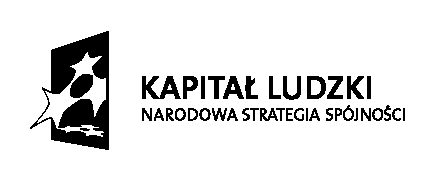 KAPITAŁ LUDZKI
NARODOWA STRATEGIA SPÓJNOŚCI